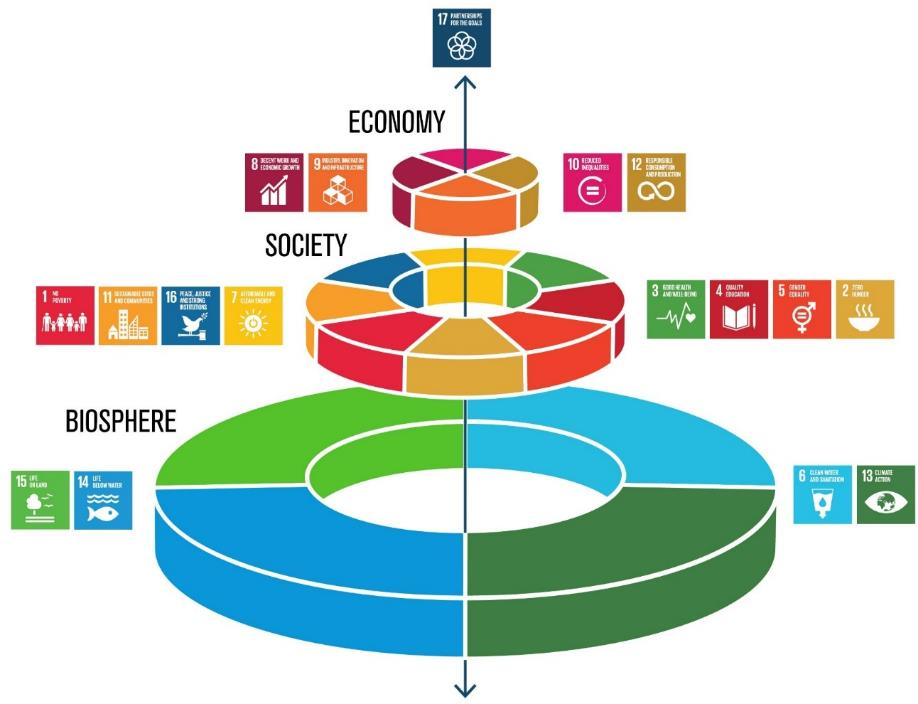 17 PARTNERSHIPS
FOR THE GOALS
ECONOMY
8 DECENT WORK AND
ECONOMIC GROWTH
9 INDUSTRY, INNOVATION
AND INFRASTRUCTURE
10 REDUCED
INEQUALITIES
12 RESPONSIBLE
CONSUMPTION
AND PRODUCTION
SOCIETY
1 NO
POVERTY
11 SUSTAINABLE CITIES
AND COMMUNITIES
16 PEACE, JUSTICE
AND STRONG
INSTITUTIONS
7 AFFORDABLE AND
CLEAN ENERGY
3 GOOD HEALTH
AND WELL-BEING
4 QUALITY
EDUCATION
5 GENDER
EQUALITY
2 ZERO
HUNGER
BIOSPHERE
15 LIFE
ON LAND
14 LIFE
BELOW WATER
6 CLEAN WATER
AND SANITATION
13 CLIMATE
ACTION